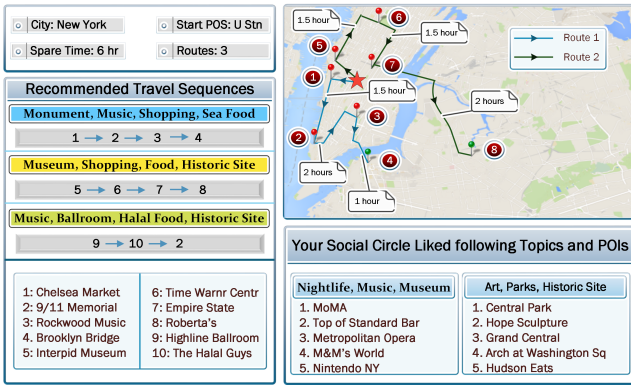 City: New York
Start POS: U Stn
Spare Time: 6 hr
Routes: 3
Recommended Travel Sequences
Monument, Music, Shopping, Sea Food
1 → 2 → 3 → 4
Museum, Shopping, Food, Historic Site
5 → 6 → 7 → 8
Music, Ballroom, Halal Food, Historic Site
9 → 10 → 2
1: Chelsea Market
2: 9/11 Memorial
3: Rockwood Music
4: Brooklyn Bridge
5: Interpid Museum
6: Time Warnr Centr
7: Empire State
8: Roberta's
9: Highline Ballroom
10: The Halal Guys
1.5 hour
6
1.5 hour
Route 1
Route 2
5
7
1
1.5 hour
2 hours
3
2
8
4
2 hours
1 hour
Your Social Circle Liked following Topics and POIs
Nightlife, Music, Museum
1. MoMA
2. Top of Standard Bar
3. Metropolitan Opera
4. M&M's World
5. Nintendo NY
Art, Parks, Historic Site
1. Central Park
2. Hope Sculpture
3. Grand Central
4. Arch at Washington Sq
5. Hudson Eats